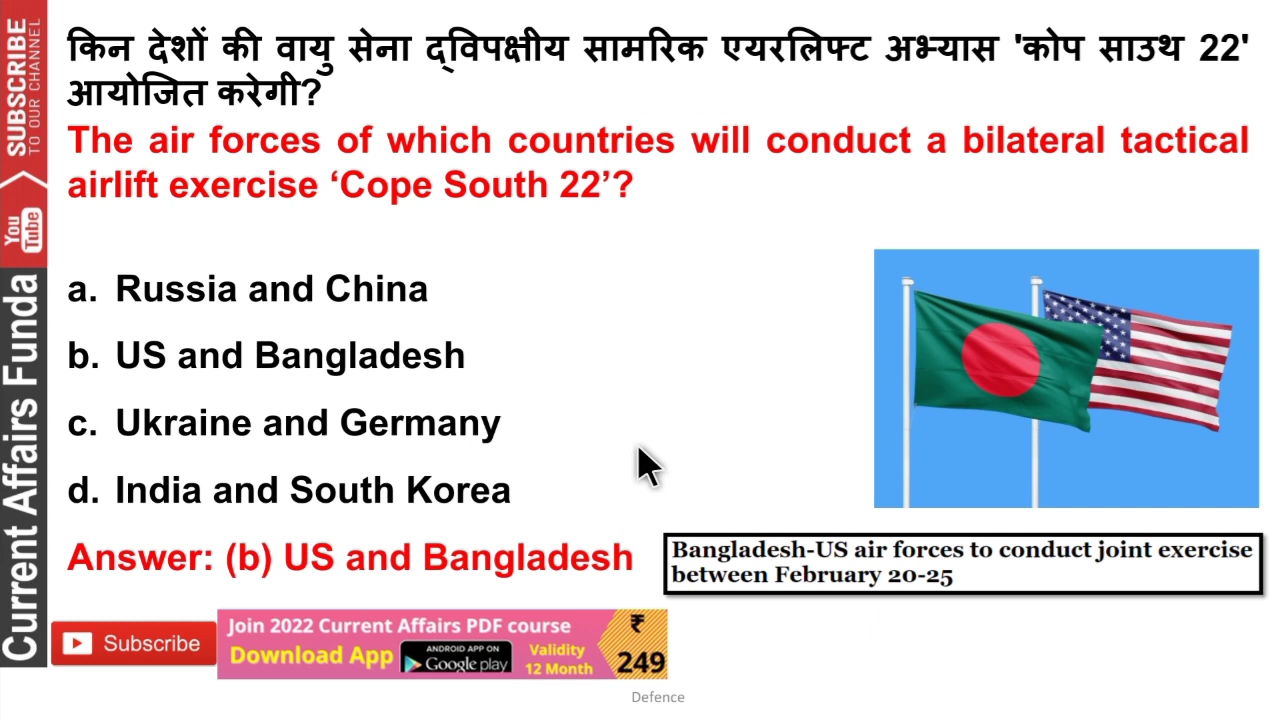 SUBSCRIBE
TO OUR CHANNEL
You
Tube
Current Affairs Funda
किन देशों की वायु सेना द्विपक्षीय सामरिक एयरलिफ्ट अभ्यास 'कोप साउथ 22'
आयोजित करेगी?
The air forces of which countries will conduct a bilateral tactical
airlift exercise ‘Cope South 22’?
a. Russia and China
b. US and Bangladesh
c. Ukraine and Germany
d. India and South Korea
Answer: (b) US and Bangladesh
Bangladesh-US air forces to conduct joint exercise
between February 20-25
Subscribe
Join 2022 Current Affairs PDF course
Download App
ANDROID APP ON
Google play
Validity
12 Month
₹
249
Defence